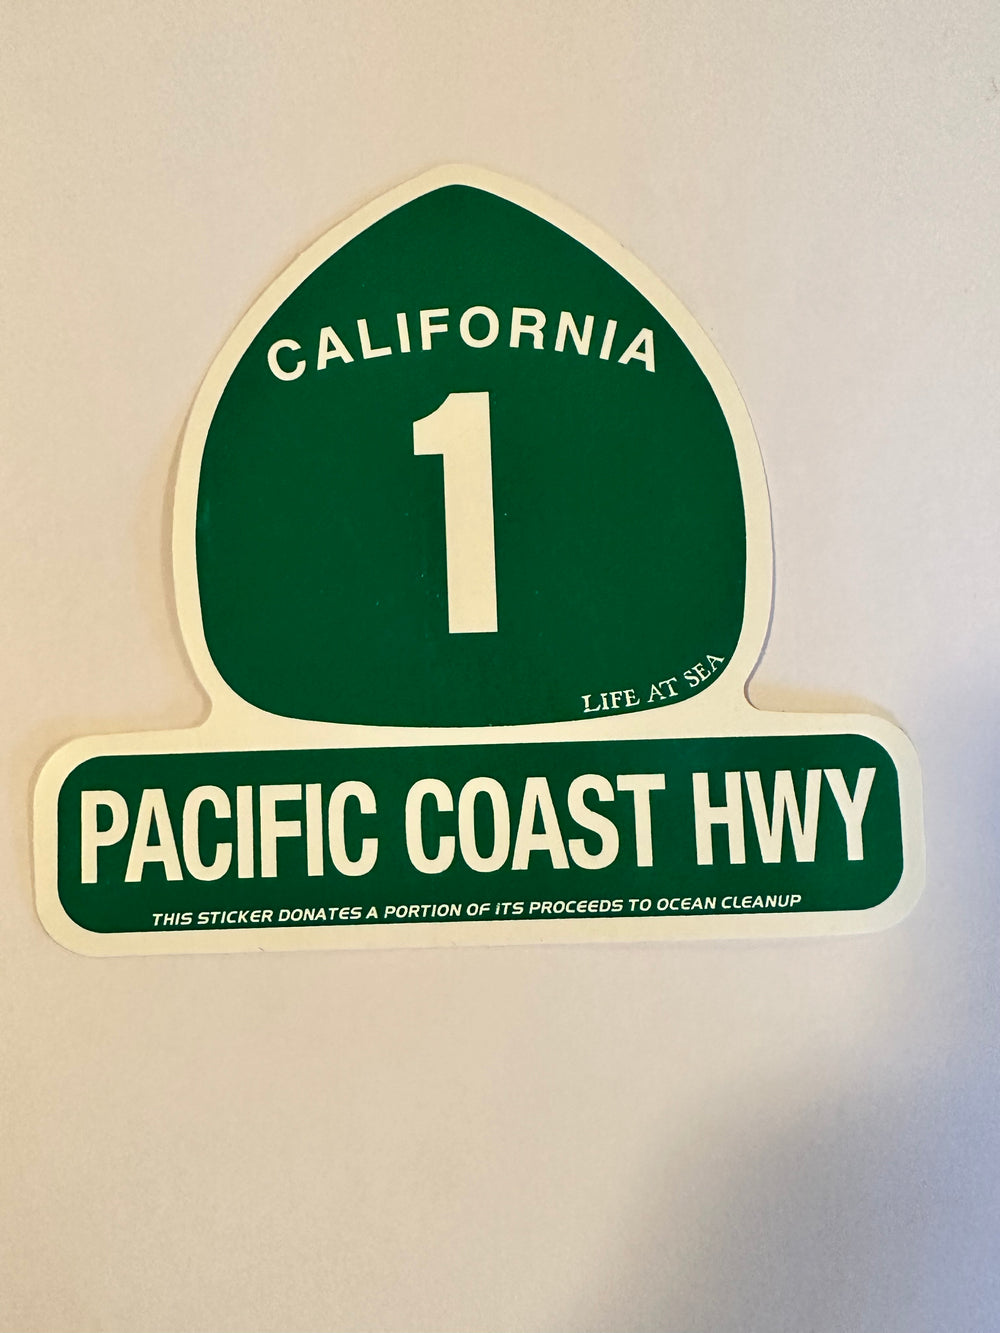 CALIFORNIA
1
LIFE AT SEA
PACIFIC COAST HWY
THIS STICKER DONATES A PORTION OF iTS PROCEEDS TO OCEAN CLEANUP